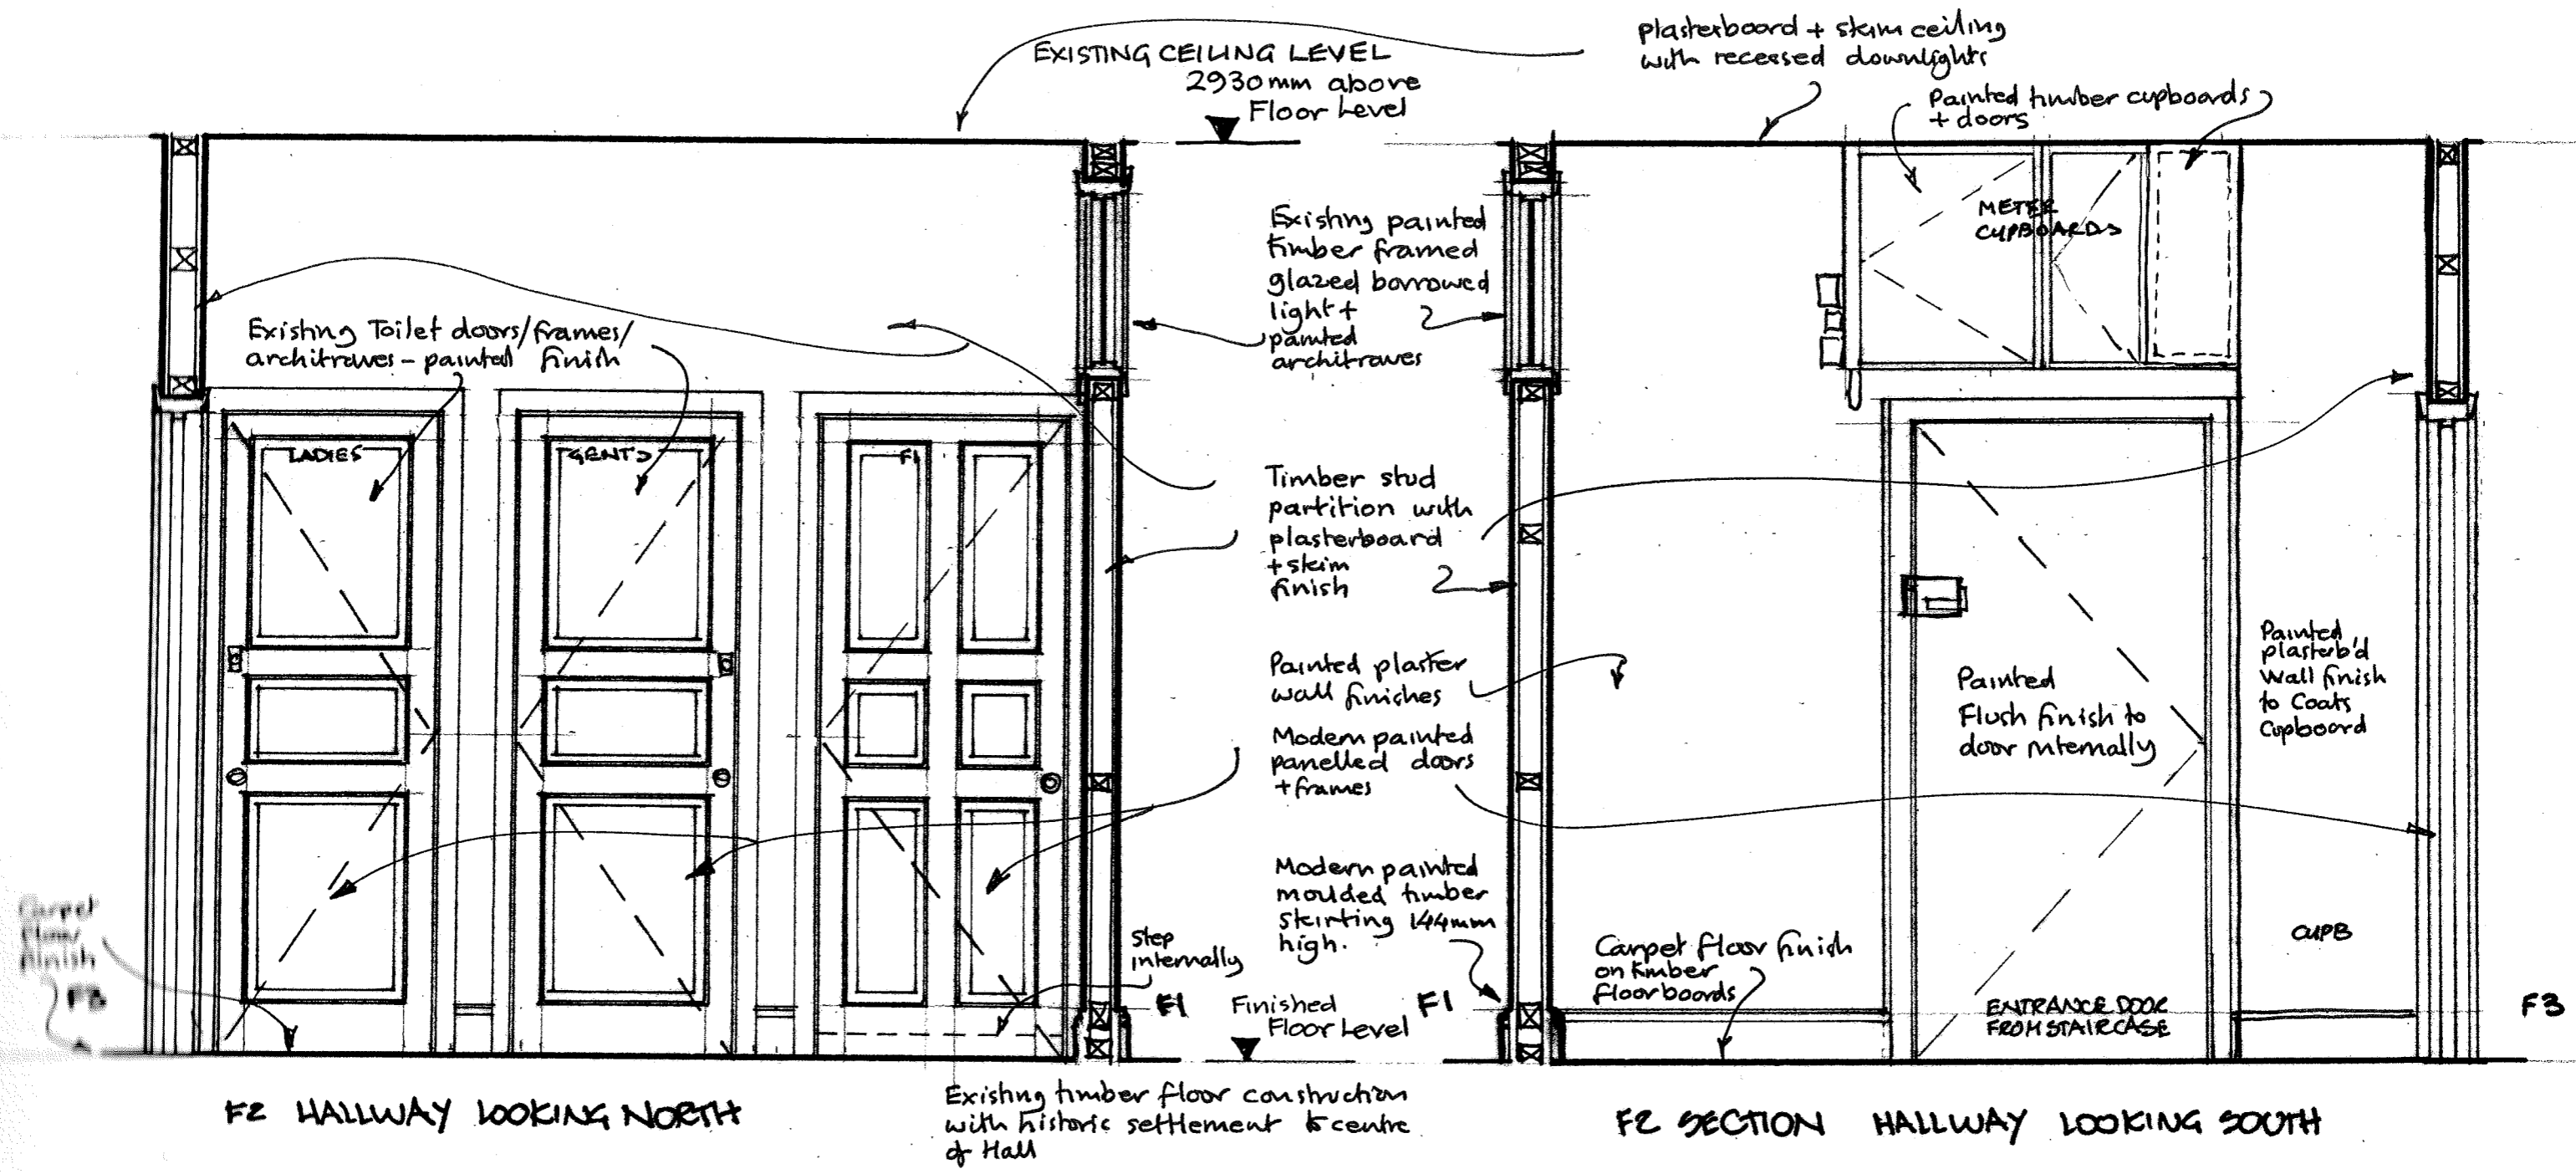 plasterboard + skim ceiling
with recessed downlights
EXISTING CEILING LEVEL
2930mm above
Floor Level
Painted timber cupboards
+ doors
METER
CUPBOARDS
Existing painted
timber framed
glazed borrowed
light +
painted
architraves
Existing Toilet doors/frames/
architraves - painted finish
LADIES
GENTS
F1
Timber stud
partition with
plasterboard
+ skim
finish
Painted plaster
wall finishes
Modern painted
panelled doors
+ frames
Painted
Flush finish to
door internally
Painted
plasterb'd
Wall finish
to Coats
Cupboard
Modern painted
moulded timber
skirting 144mm
high.
Carpet
floor
finish
F3
Step
internally
F1
Finished
Floor Level
F1
Carpet floor finish
on timber
floorboards
ENTRANCE DOOR
FROM STAIRCASE
CUPB
F3
Existing timber floor construction
with historic settlement to centre
of Hall
F2 HALLWAY LOOKING NORTH
F2 SECTION HALLWAY LOOKING SOUTH